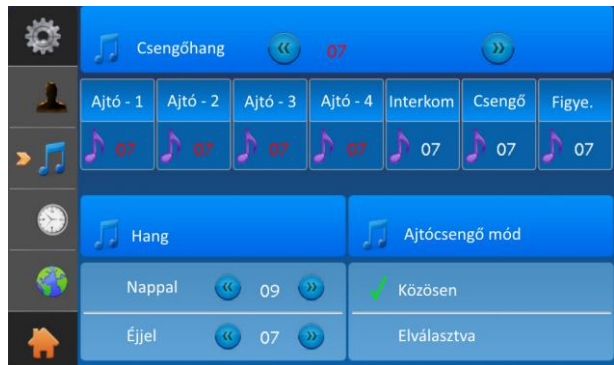 Csengőhang 07
Ajtó - 1 Ajtó - 2 Ajtó - 3 Ajtó - 4 Interkom Csengő Figye.
07 07 07 07 07 07 07
Hang
Ajtócsengő mód
Nappal 09
Közösen
Éjjel 07
Elválasztva